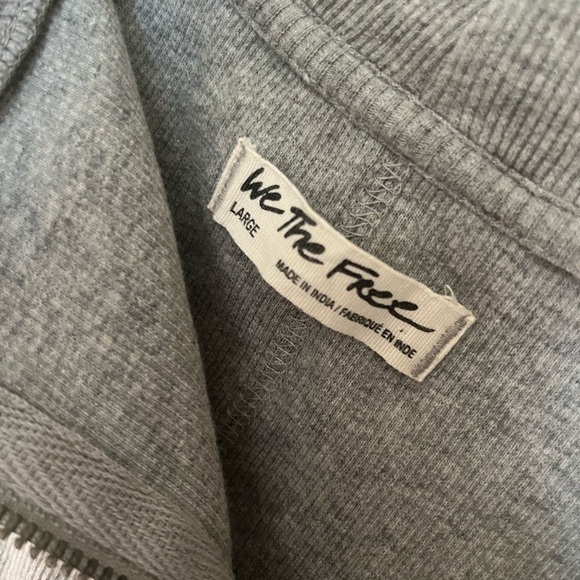 We The Free
LARGE
MADE IN INDIA / FABRIQUÉ EN INDE